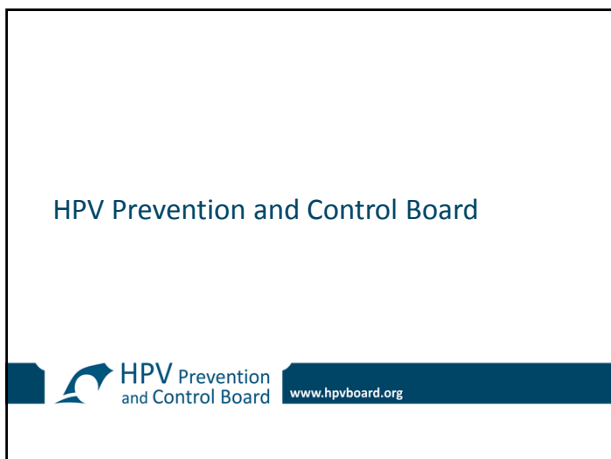 HPV Prevention and Control Board
HPV Prevention
and Control Board
www.hpvboard.org